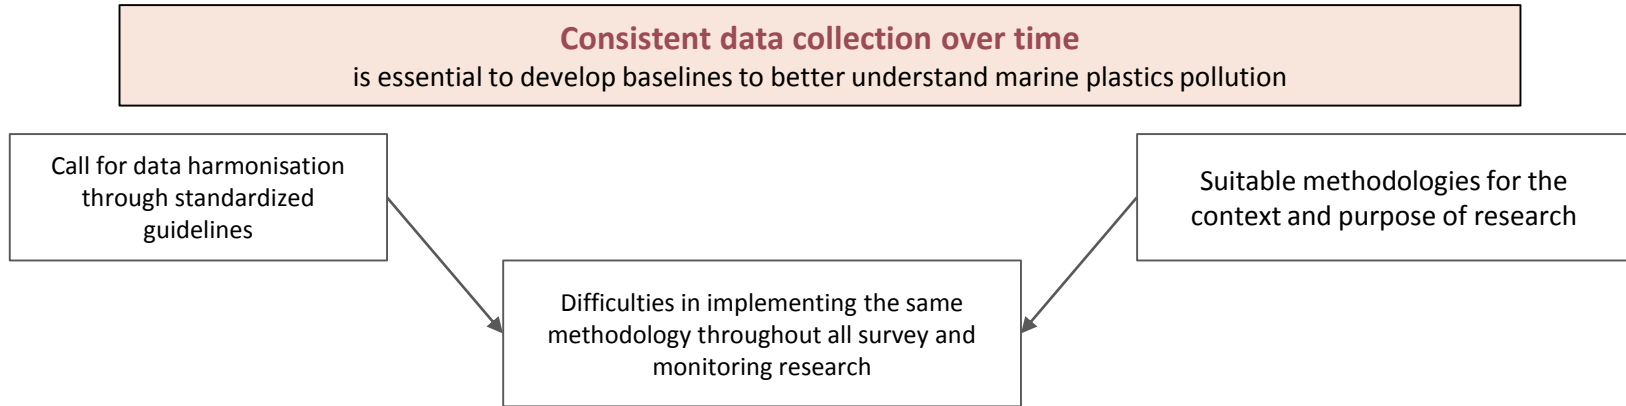 Consistent data collection over time
is essential to develop baselines to better understand marine plastics pollution
Call for data harmonisation
through standardized
guidelines
Suitable methodologies for the
context and purpose of research
Difficulties in implementing the same
methodology throughout all survey and
monitoring research